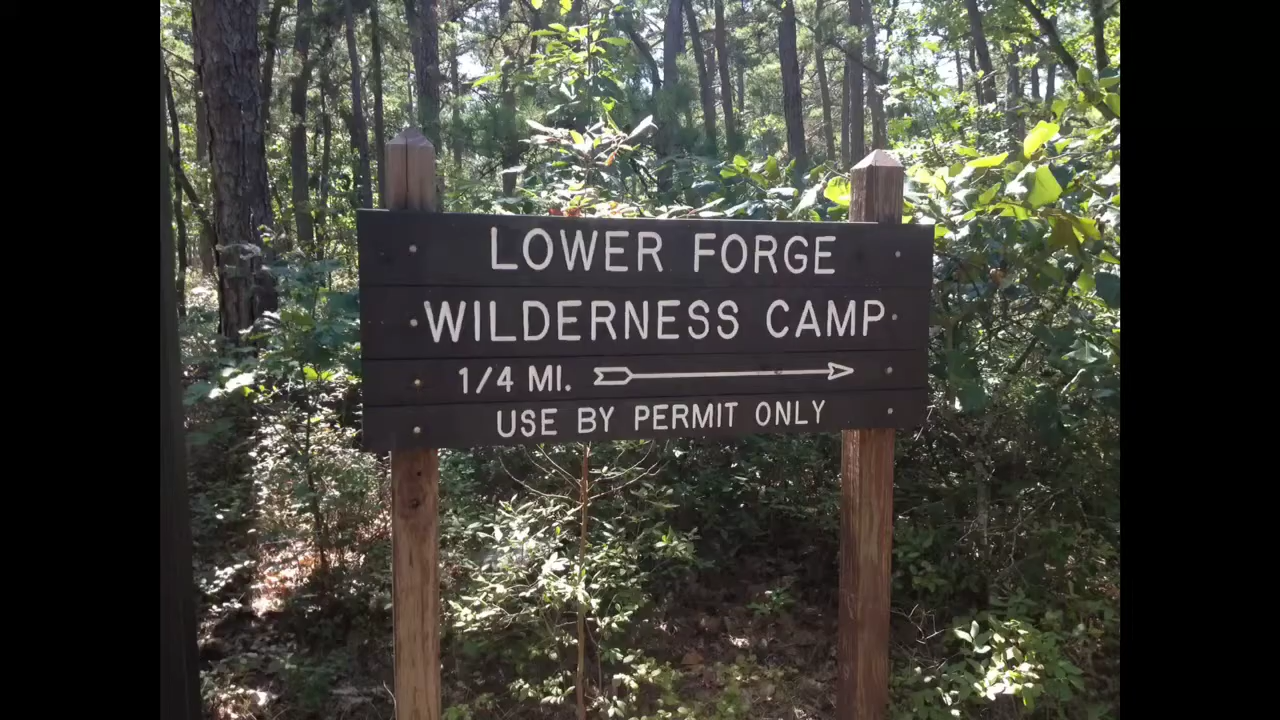 LOWER FORGE
WILDERNESS CAMP
1/4 MI.
USE BY PERMIT ONLY